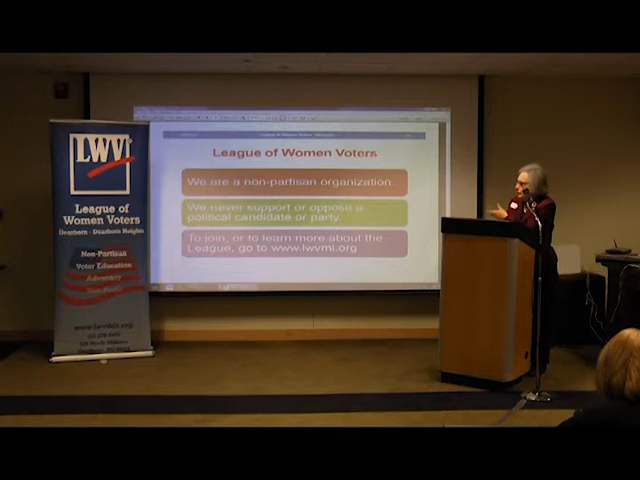 LWV
League of
Women Voters
Dearborn - Dearborn Heights
Non-Partisan
Voter Education
Advocacy
League of Women Voters
We are a non-partisan organization.
We never support or oppose a
political candidate or party.
To join, or to learn more about the
League, go to www.lwvmi.org